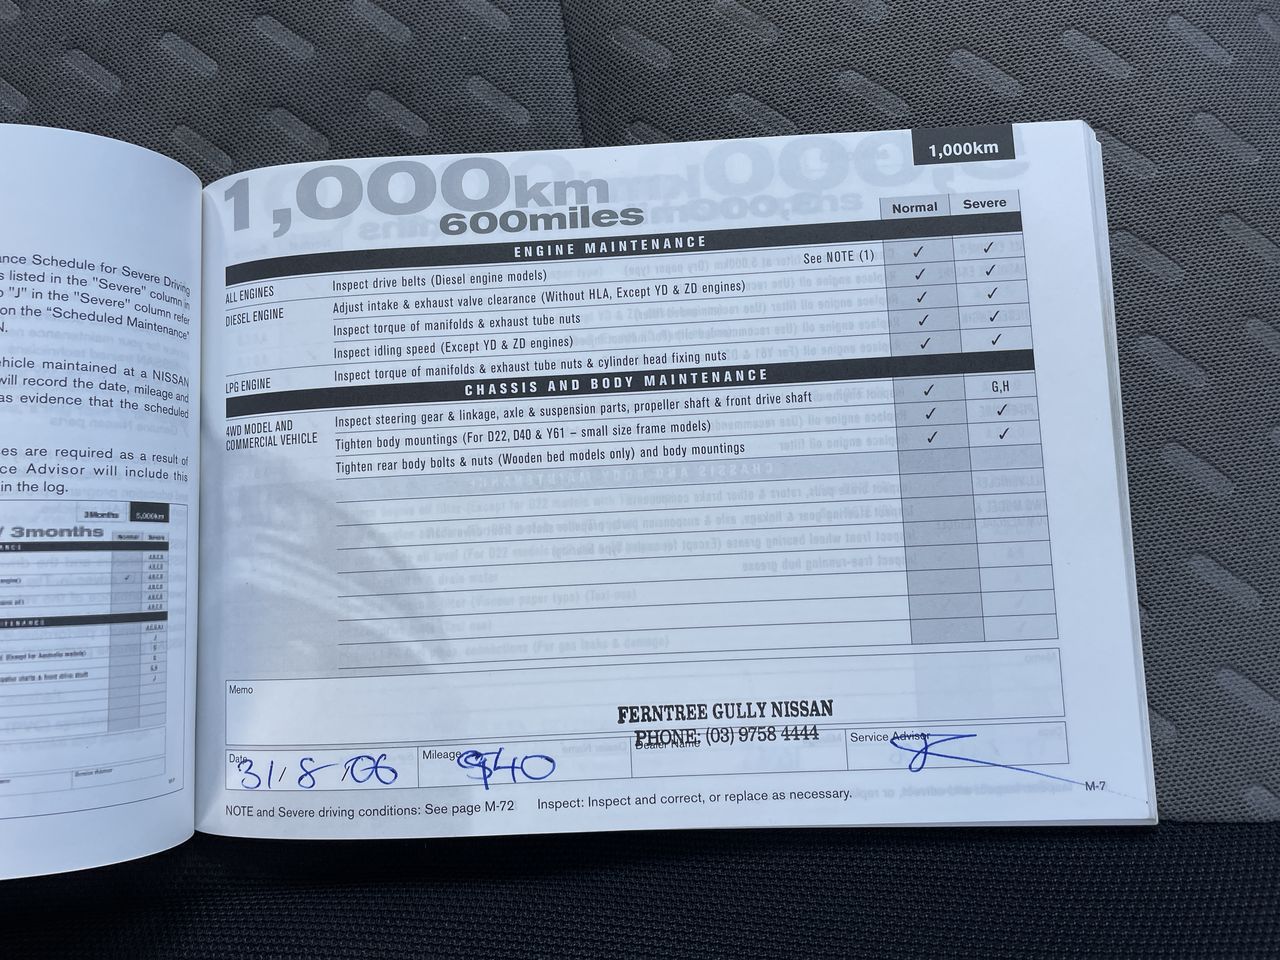 ance Schedule for Severe Driving
s listed in the "Severe" column in
o "J" in the "Severe" column refer
on the "Scheduled Maintenance"
N.
ehicle maintained at a NISSAN
will record the date, mileage and
as evidence that the scheduled
es are required as a result of
ce Advisor will include this
in the log.
3Months 5,000km
/ 3months
1,000km
1,000km
600miles
Normal Severe
ENGINE MAINTENANCE
ALL ENGINES Inspect drive belts (Diesel engine models) See NOTE (1) ✓ ✓
DIESEL ENGINE Adjust intake & exhaust valve clearance (Without HLA, Except YD & ZD engines) ✓ ✓
Inspect torque of manifolds & exhaust tube nuts ✓ ✓
Inspect idling speed (Except YD & ZD engines) ✓ ✓
LPG ENGINE Inspect torque of manifolds & exhaust tube nuts & cylinder head fixing nuts ✓ ✓
CHASSIS AND BODY MAINTENANCE
4WD MODEL AND COMMERCIAL VEHICLE Inspect steering gear & linkage, axle & suspension parts, propeller shaft & front drive shaft ✓ G,H
Tighten body mountings (For D22, D40 & Y61 – small size frame models) ✓ ✓
Tighten rear body bolts & nuts (Wooden bed models only) and body mountings ✓ ✓
Memo
FERNTREE GULLY NISSAN
PHONE: (03) 9758 4444
Date 31/8/06 Mileage 940 Dealer Name Service Advisor
NOTE and Severe driving conditions: See page M-72 Inspect: Inspect and correct, or replace as necessary.
M-7